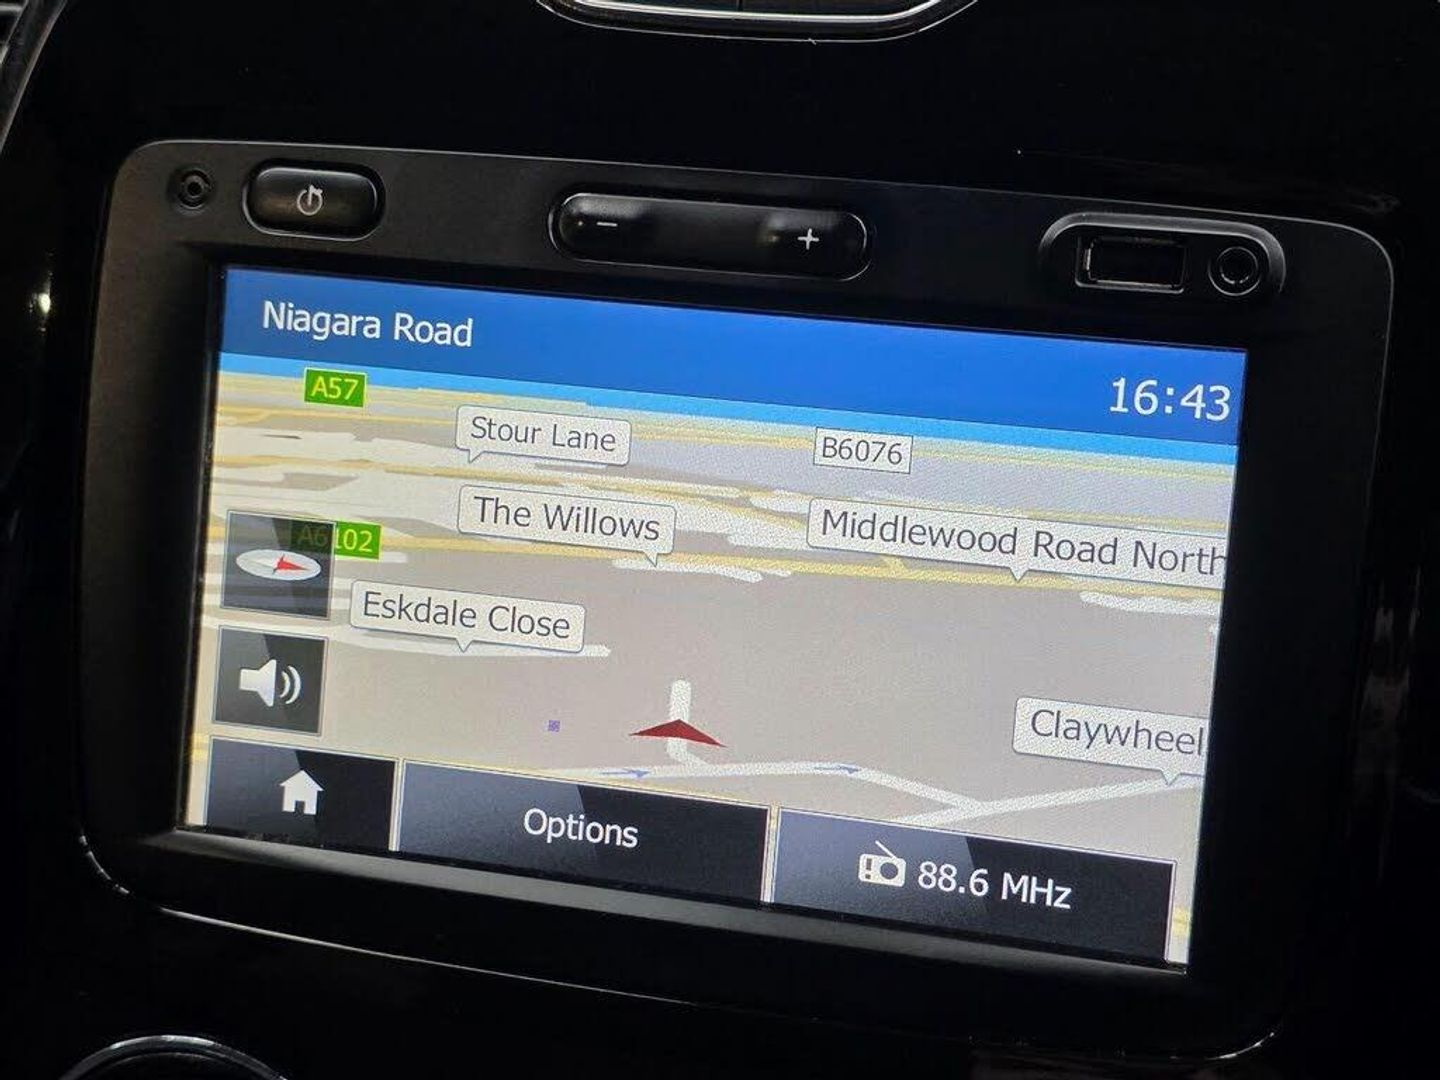 Niagara Road
16:43
A57
Stour Lane
B6076
The Willows
Middlewood Road North
A6102
Eskdale Close
Claywheel
Options
88.6 MHz